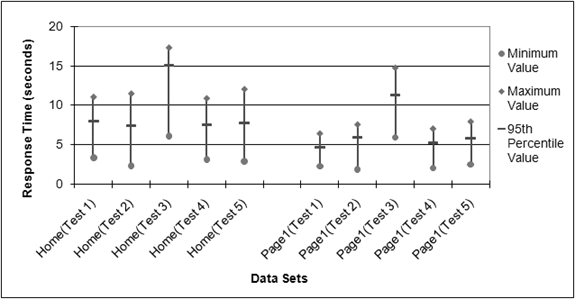 20
15
10
5
0
Response Time (seconds)
Home(Test 1)
Home(Test 2)
Home(Test 3)
Home(Test 4)
Home(Test 5)
Page1(Test 1)
Page1(Test 2)
Page1(Test 3)
Page1(Test 4)
Page1(Test 5)
Data Sets
Minimum
Value
Maximum
Value
95th
Percentile
Value